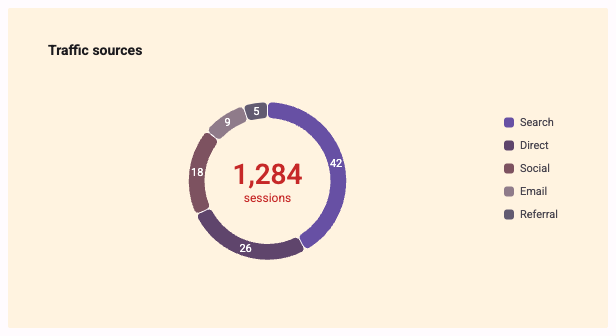 Traffic sources
5
9
42
18
26
1,284
sessions
Search
Direct
Social
Email
Referral